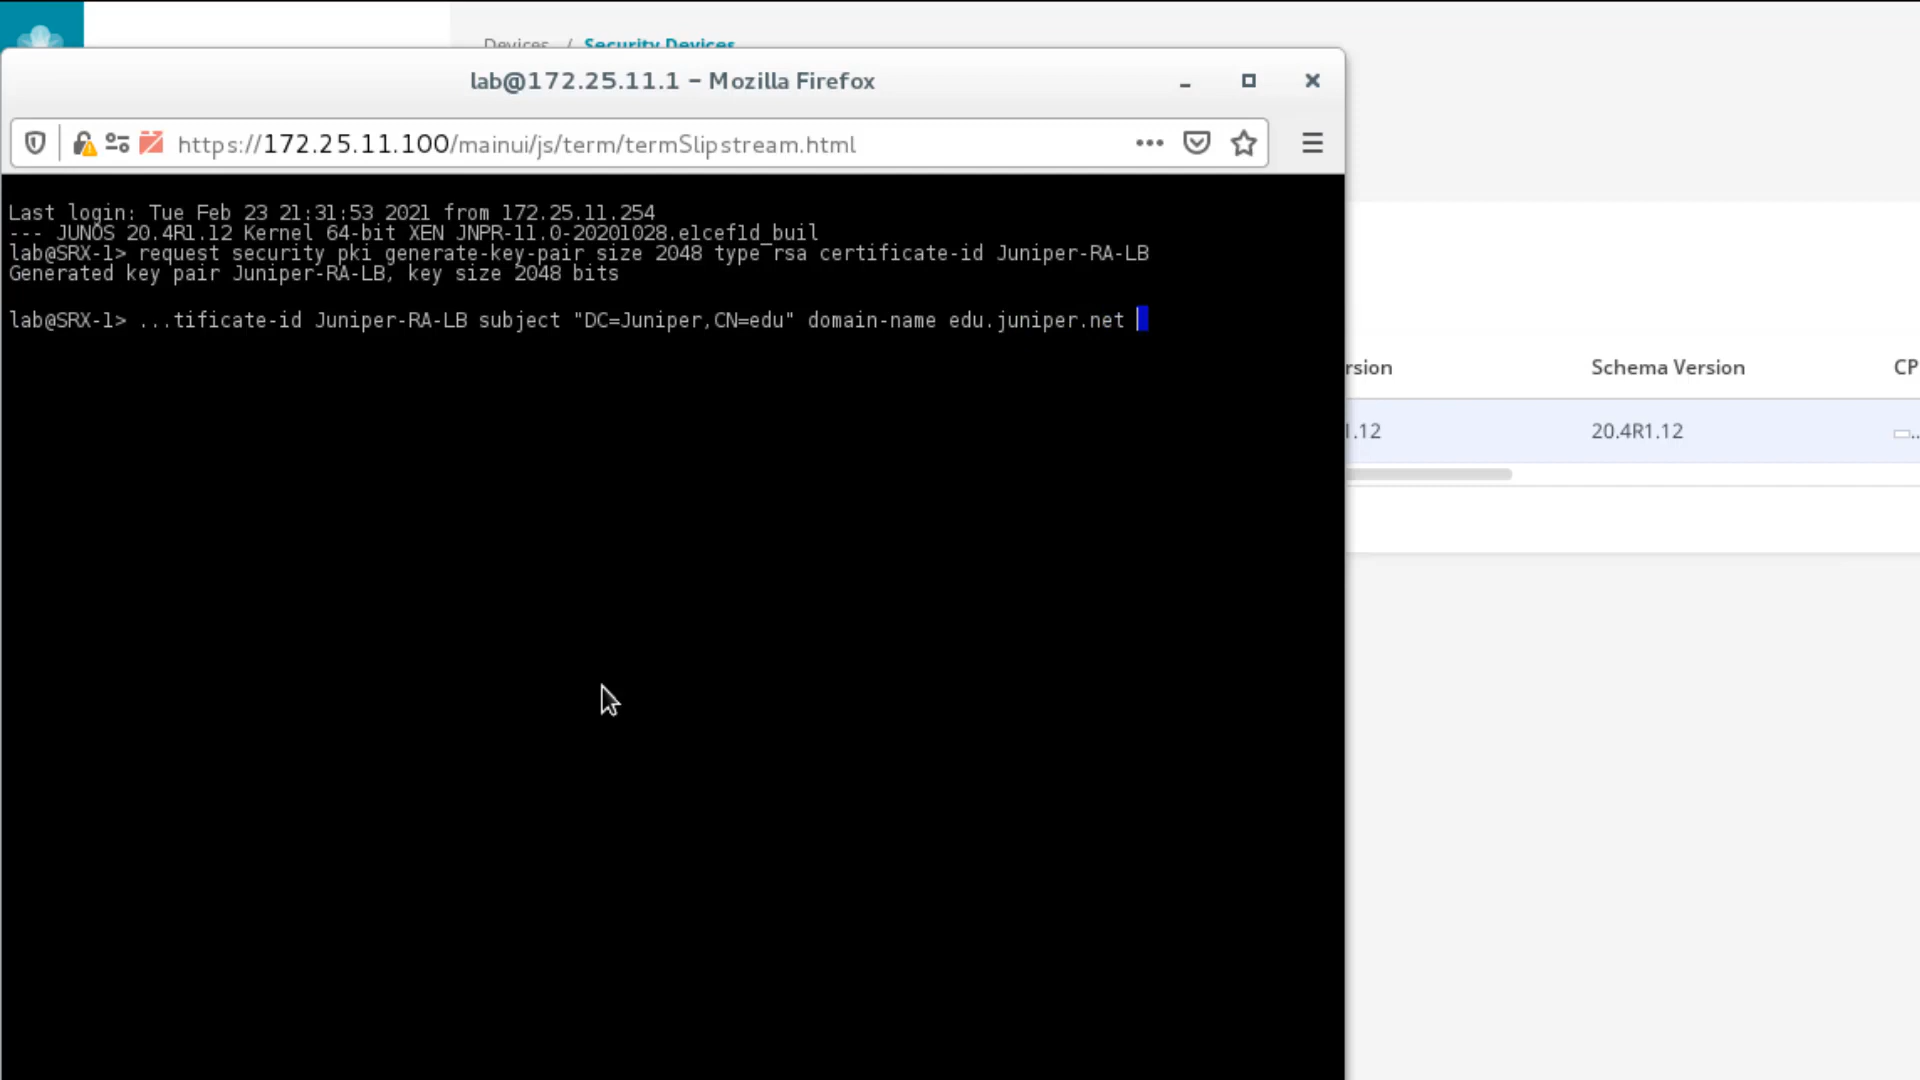 Devices / Security Devices
lab@172.25.11.1 – Mozilla Firefox
https://172.25.11.100/mainui/js/term/termSlipstream.html
Last login: Tue Feb 23 21:31:53 2021 from 172.25.11.254
--- JUNOS 20.4R1.12 Kernel 64-bit XEN JNPR-11.0-20201028.e1cef1d_buil
lab@SRX-1> request security pki generate-key-pair size 2048 type rsa certificate-id Juniper-RA-LB
Generated key pair Juniper-RA-LB, key size 2048 bits
lab@SRX-1> ...tificate-id Juniper-RA-LB subject "DC=Juniper,CN=edu" domain-name edu.juniper.net
rsion Schema Version CP
.12 20.4R1.12 ...